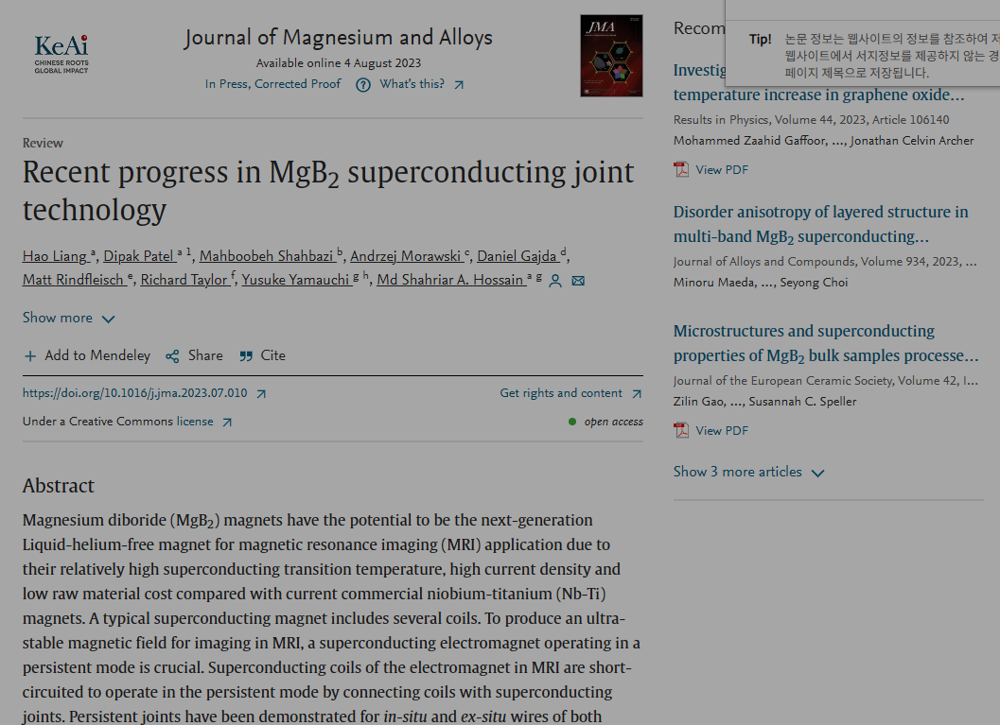 KeAi
CHINESE ROOTS
GLOBAL IMPACT
Journal of Magnesium and Alloys
Available online 4 August 2023
In Press, Corrected Proof
What's this?
JMA
Review
Recent progress in MgB2 superconducting joint
technology
Hao Liang a, Dipak Patel a 1, Mahboobeh Shahbazi b, Andrzej Morawski c, Daniel Gajda d,
Matt Rindfleisch e, Richard Taylor f, Yusuke Yamauchi g h, Md Shahriar A. Hossain a g
Show more
Add to Mendeley
Share
Cite
https://doi.org/10.1016/j.jma.2023.07.010
Get rights and content
Under a Creative Commons license
open access
Abstract
Magnesium diboride (MgB2) magnets have the potential to be the next-generation
Liquid-helium-free magnet for magnetic resonance imaging (MRI) application due to
their relatively high superconducting transition temperature, high current density and
low raw material cost compared with current commercial niobium-titanium (Nb-Ti)
magnets. A typical superconducting magnet includes several coils. To produce an ultra-
stable magnetic field for imaging in MRI, a superconducting electromagnet operating in a
persistent mode is crucial. Superconducting coils of the electromagnet in MRI are short-
circuited to operate in the persistent mode by connecting coils with superconducting
joints. Persistent joints have been demonstrated for in-situ and ex-situ wires of both
Recom
Tip!
논문 정보는 웹사이트의 정보를 참조하여 저
웹사이트에서 서지정보를 제공하지 않는 경
페이지 제목으로 저장됩니다.
Investig
temperature increase in graphene oxide…
Results in Physics, Volume 44, 2023, Article 106140
Mohammed Zaahid Gaffoor, …, Jonathan Celvin Archer
View PDF
Disorder anisotropy of layered structure in
multi-band MgB2 superconducting…
Journal of Alloys and Compounds, Volume 934, 2023, …
Minoru Maeda, …, Seyong Choi
Microstructures and superconducting
properties of MgB2 bulk samples processe…
Journal of the European Ceramic Society, Volume 42, I…
Zilin Gao, …, Susannah C. Speller
View PDF
Show 3 more articles